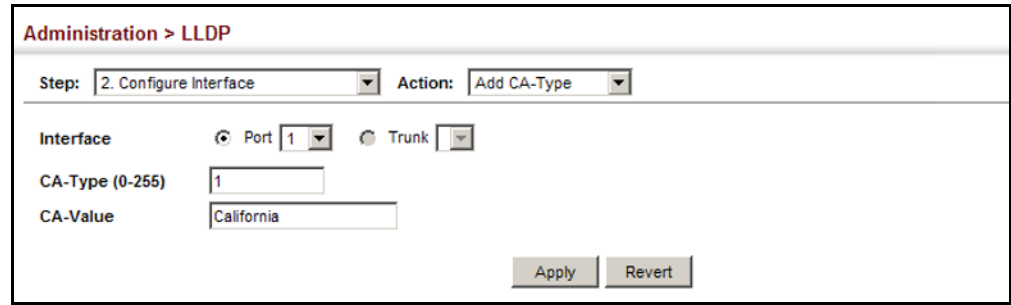 Administration > LLDP
Step: 2. Configure Interface Action: Add CA-Type
Interface Port 1 Trunk
CA-Type (0-255) 1
CA-Value California
Apply Revert